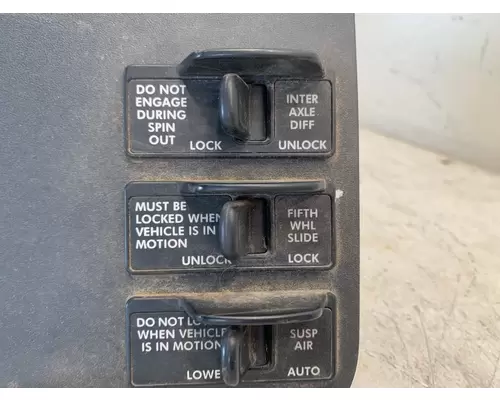 DO NOT
ENGAGE
DURING
SPIN
OUT
LOCK
INTER
AXLE
DIFF
UNLOCK
MUST BE
LOCKED WHEN
VEHICLE IS IN
MOTION
UNLOCK
FIFTH
WHL
SLIDE
LOCK
DO NOT
WHEN VEHICLE
IS IN MOTION
SUSP
AIR
AUTO